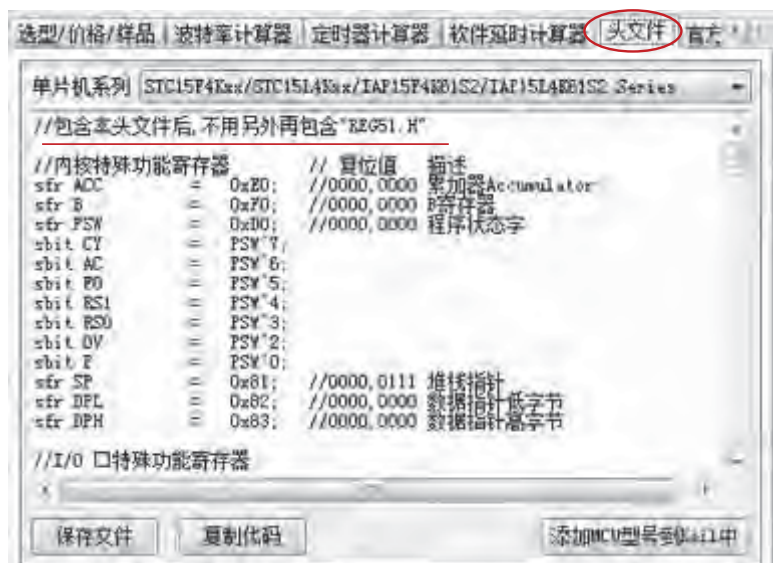 选型/价格/样品 波特率计算器 定时器计算器 软件延时计算器 头文件 官方
单片机系列 STC15F4Kxx/STC15L4Kxx/IAP15F4K61S2/IAP15L4K61S2 Series
//包含本头文件后,不用另外再包含"REG51.H"
//内核特殊功能寄存器 // 复位值 描述
sfr ACC = 0xE0; //0000,0000 累加器Accumulator
sfr B = 0xF0; //0000,0000 B寄存器
sfr PSW = 0xD0; //0000,0000 程序状态字
sbit CY = PSW^7;
sbit AC = PSW^6;
sbit F0 = PSW^5;
sbit RS1 = PSW^4;
sbit RS0 = PSW^3;
sbit OV = PSW^2;
sbit P = PSW^0;
sfr SP = 0x81; //0000,0111 堆栈指针
sfr DPL = 0x82; //0000,0000 数据指针低字节
sfr DPH = 0x83; //0000,0000 数据指针高字节
//I/O 口特殊功能寄存器
保存文件 复制代码 添加MCU型号到Keil中